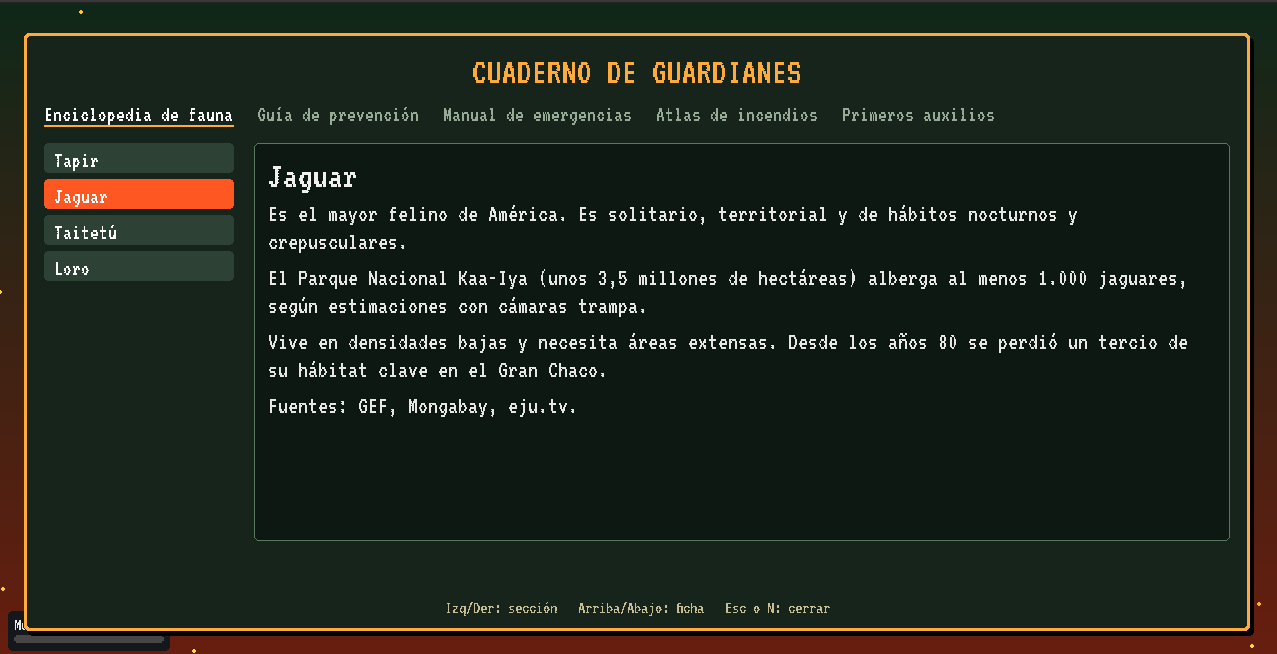 CUADERNO DE GUARDIANES
Enciclopedia de fauna Guía de prevención Manual de emergencias Atlas de incendios Primeros auxilios
Tapir
Jaguar
Taitetú
Loro
Jaguar
Es el mayor felino de América. Es solitario, territorial y de hábitos nocturnos y
crepusculares.
El Parque Nacional Kaa-Iya (unos 3,5 millones de hectáreas) alberga al menos 1.000 jaguares,
según estimaciones con cámaras trampa.
Vive en densidades bajas y necesita áreas extensas. Desde los años 80 se perdió un tercio de
su hábitat clave en el Gran Chaco.
Fuentes: GEF, Mongabay, eju.tv.
Izq/Der: sección Arriba/Abajo: ficha Esc o N: cerrar